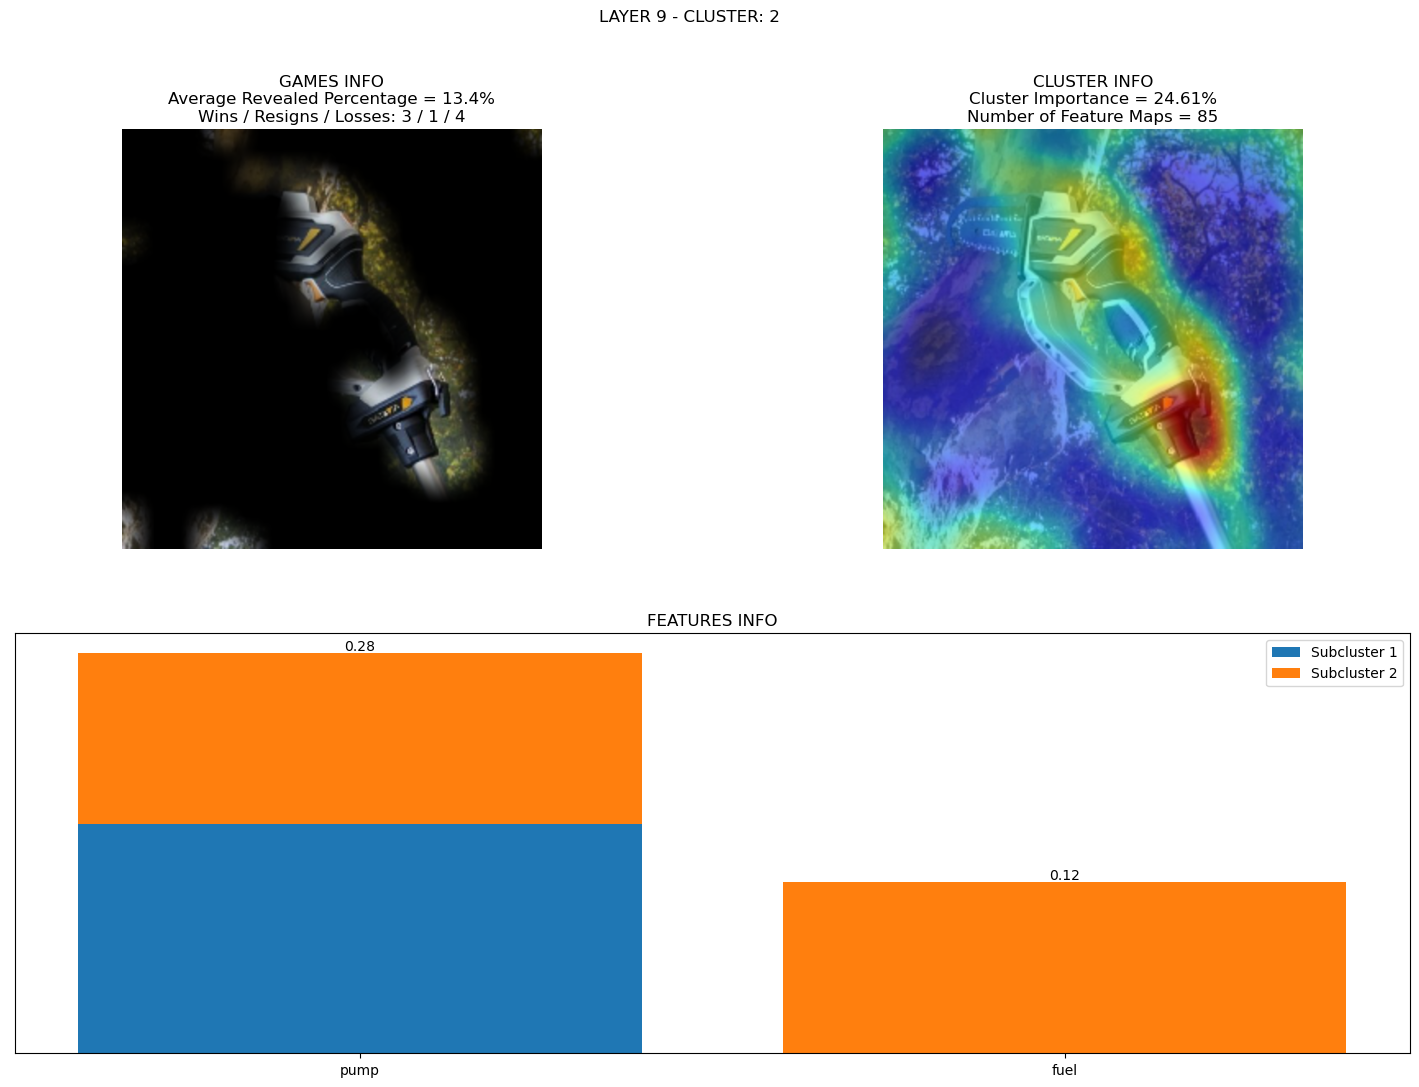 LAYER 9 - CLUSTER: 2
GAMES INFO
Average Revealed Percentage = 13.4%
Wins / Resigns / Losses: 3 / 1 / 4
CLUSTER INFO
Cluster Importance = 24.61%
Number of Feature Maps = 85
FEATURES INFO
0.28
Subcluster 1
Subcluster 2
0.12
pump
fuel